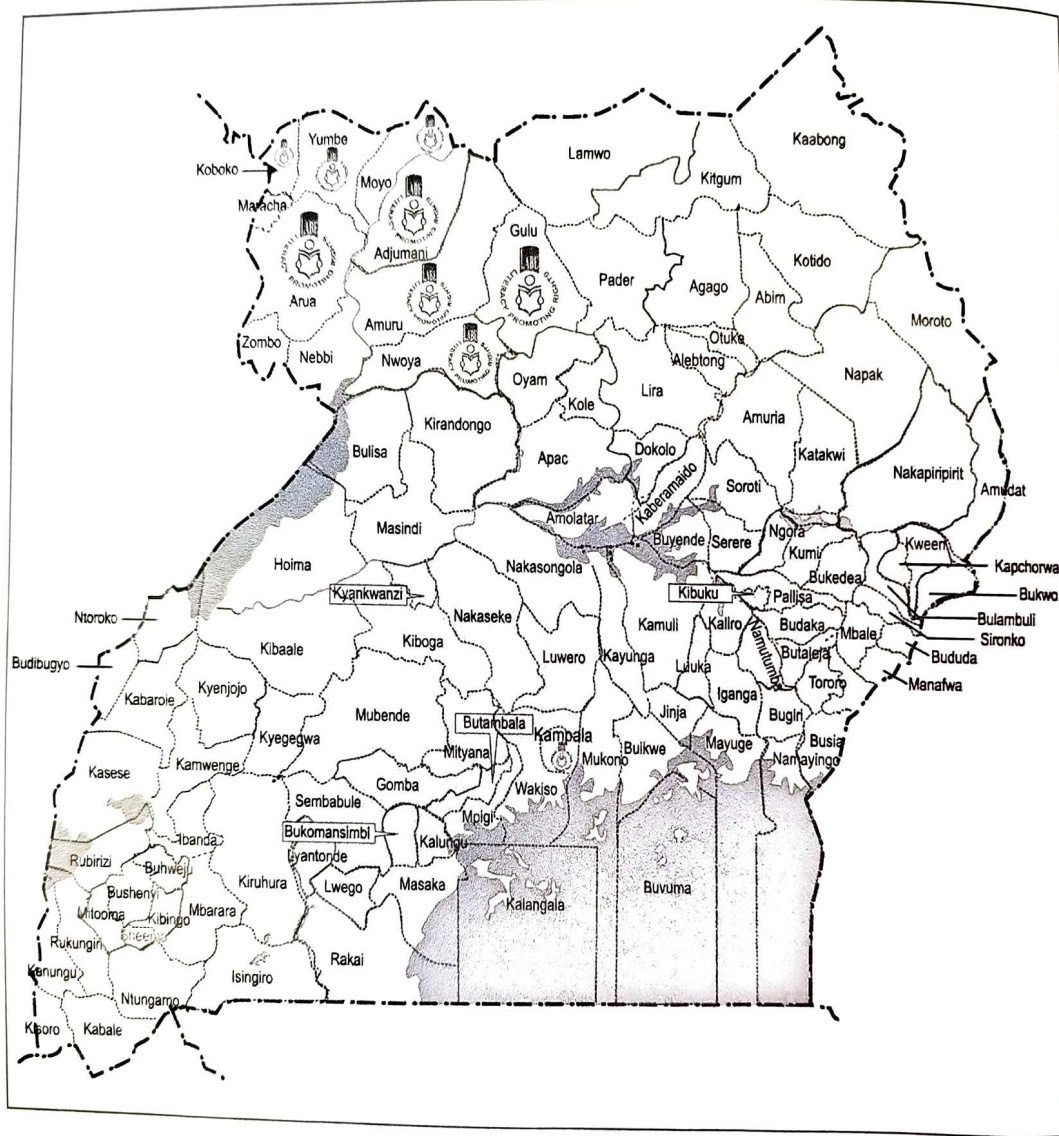 Kaabong
Lamwo
Yumbe
Koboko
Kitgum
Moyo
Maracha
Gulu
Adjumani
Kotido
Pader
Agago
Abim
Arua
Moroto
Amuru
Otuke
Zombo
Nebbi
Nwoya
Alebtong
LITERACY PROMOTING RIGHTS
Oyam
Napak
Kole
Lira
Amuria
Kirandongo
Bulisa
Apac
Dokolo
Katakwi
Kaberamaido
Nakapiripirit
Amudat
Soroti
Amolatar
Masindi
Buyende
Serere
Ngora
Kween
Kumi
Hoima
Nakasongola
Bukedea
Kapchorwa
Kyankwanzi
Kibuku
Pallisa
Bukwo
Ntoroko
Nakaseke
Kamuli
Kaliro
Budaka
Mbale
Bulambuli
Kiboga
Sironko
Kibaale
Luwero
Kayunga
Namutumba
Butaleja
Bududa
Budibugyo
Luuka
Tororo
Manafwa
Kyenjojo
Iganga
Kabarole
Mubende
Butambala
Jinja
Bugiri
Kampala
Kyegegwa
Mityana
Buikwe
Mayuge
Busia
Mukono
Kasese
Kamwenge
Namayingo
Gomba
Wakiso
Sembabule
Mpigi
Bukomansimbi
Ibanda
Kalungu
Rubirizi
Lyantonde
Buhweju
Kiruhura
Lwego
Masaka
Bushenyi
Buvuma
Kalangala
Mitooma
Kibingo
Mbarara
Sheema
Rukungiri
Rakai
Kanungu
Isingiro
Ntungamo
Kisoro
Kabale